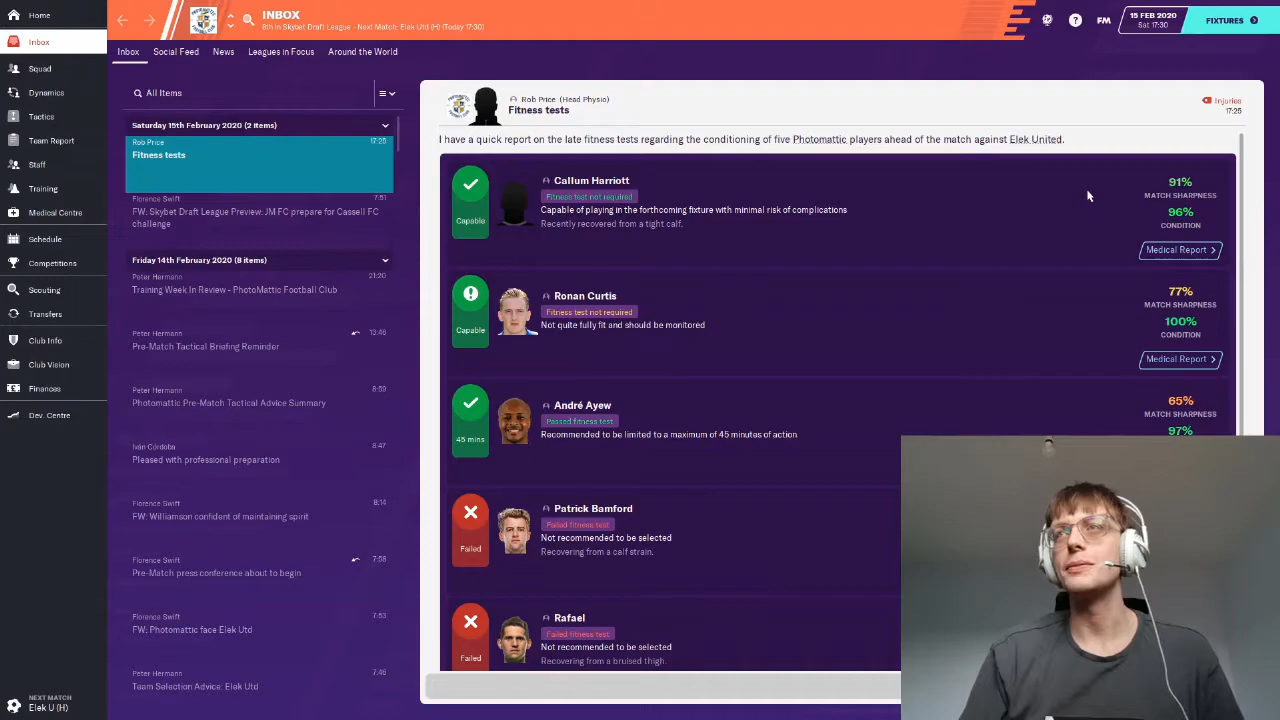 Home
Inbox
Squad
Dynamics
Tactics
Team Report
Staff
Training
Medical Centre
Schedule
Competitions
Scouting
Transfers
Club Info
Club Vision
Finances
Dev. Centre
NEXT MATCH
Elek U (H)
INBOX
8th in Skybet Draft League - Next Match: Elek Utd (H) (Today 17:30)
?
FM
15 FEB 2020
Sat 17:30
FIXTURES
Inbox
Social Feed
News
Leagues in Focus
Around the World
All Items
Saturday 15th February 2020 (2 items)
Rob Price 17:25
Fitness tests
Florence Swift 7:51
FW: Skybet Draft League Preview: JM FC prepare for Cassell FC
challenge
Friday 14th February 2020 (8 items)
Peter Hermann 21:20
Training Week In Review - PhotoMattic Football Club
Peter Hermann 13:46
Pre-Match Tactical Briefing Reminder
Peter Hermann 8:59
Photomattic Pre-Match Tactical Advice Summary
Iván Córdoba 8:47
Pleased with professional preparation
Florence Swift 8:14
FW: Williamson confident of maintaining spirit
Florence Swift 7:58
Pre-Match press conference about to begin
Florence Swift 7:53
FW: Photomattic face Elek Utd
Peter Hermann 7:46
Team Selection Advice: Elek Utd
Rob Price (Head Physio)
Fitness tests
Injuries
17:25
I have a quick report on the late fitness tests regarding the conditioning of five Photomattic players ahead of the match against Elek United.
Capable
Callum Harriott
Fitness test not required
Capable of playing in the forthcoming fixture with minimal risk of complications
Recently recovered from a tight calf.
91%
MATCH SHARPNESS
96%
CONDITION
Medical Report
Capable
Ronan Curtis
Fitness test not required
Not quite fully fit and should be monitored
77%
MATCH SHARPNESS
100%
CONDITION
Medical Report
45 mins
André Ayew
Passed fitness test
Recommended to be limited to a maximum of 45 minutes of action
65%
MATCH SHARPNESS
97%
Failed
Patrick Bamford
Failed fitness test
Not recommended to be selected
Recovering from a calf strain.
Failed
Rafael
Failed fitness test
Not recommended to be selected
Recovering from a bruised thigh.